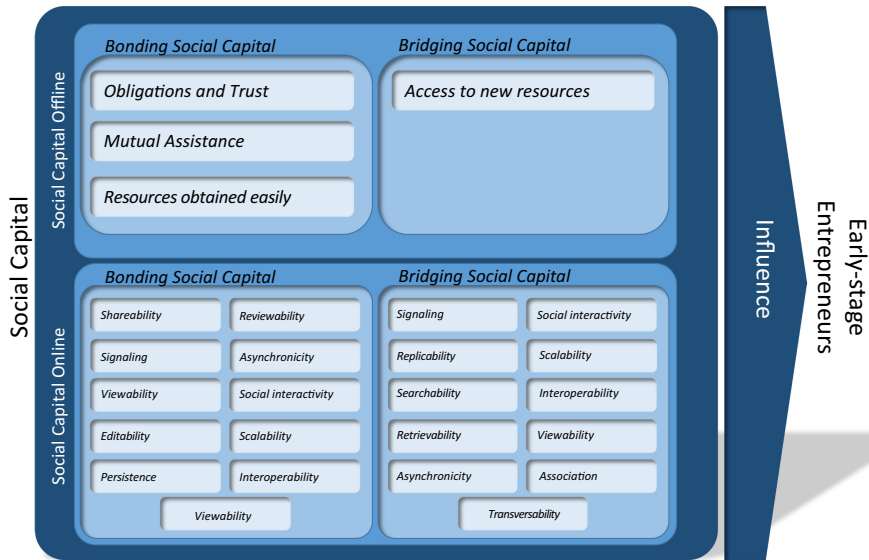 Social Capital
Social Capital Offline
Bonding Social Capital
Obligations and Trust
Mutual Assistance
Resources obtained easily
Bridging Social Capital
Access to new resources
Social Capital Online
Bonding Social Capital
Shareability
Reviewability
Signaling
Asynchronicity
Viewability
Social interactivity
Editability
Scalability
Persistence
Interoperability
Viewability
Bridging Social Capital
Signaling
Social interactivity
Replicability
Scalability
Searchability
Interoperability
Retrievability
Viewability
Asynchronicity
Association
Transversability
Influence
Early-stage
Entrepreneurs